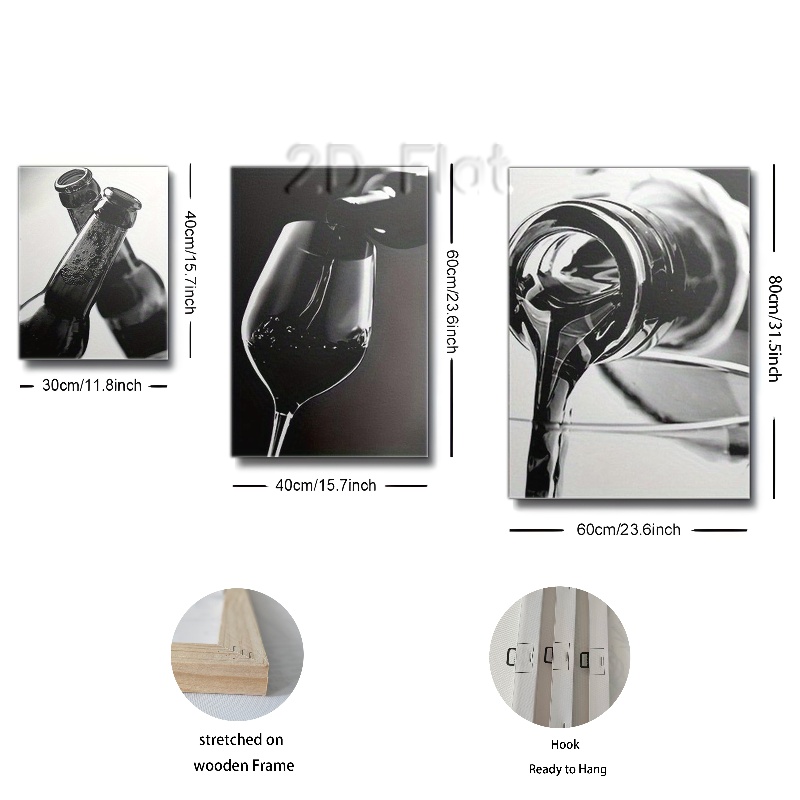 2D Flat
40cm/15.7inch
30cm/11.8inch
60cm/23.6inch
40cm/15.7inch
80cm/31.5inch
60cm/23.6inch
stretched on
wooden Frame
Hook
Ready to Hang